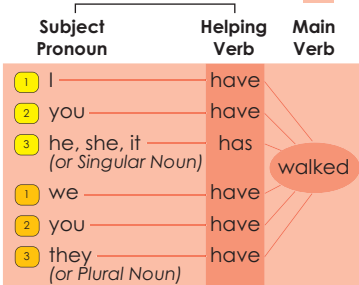 Subject Pronoun Helping Verb Main Verb
1 I have
2 you have
3 he, she, it has
(or Singular Noun)
walked
1 we have
2 you have
3 they have
(or Plural Noun)